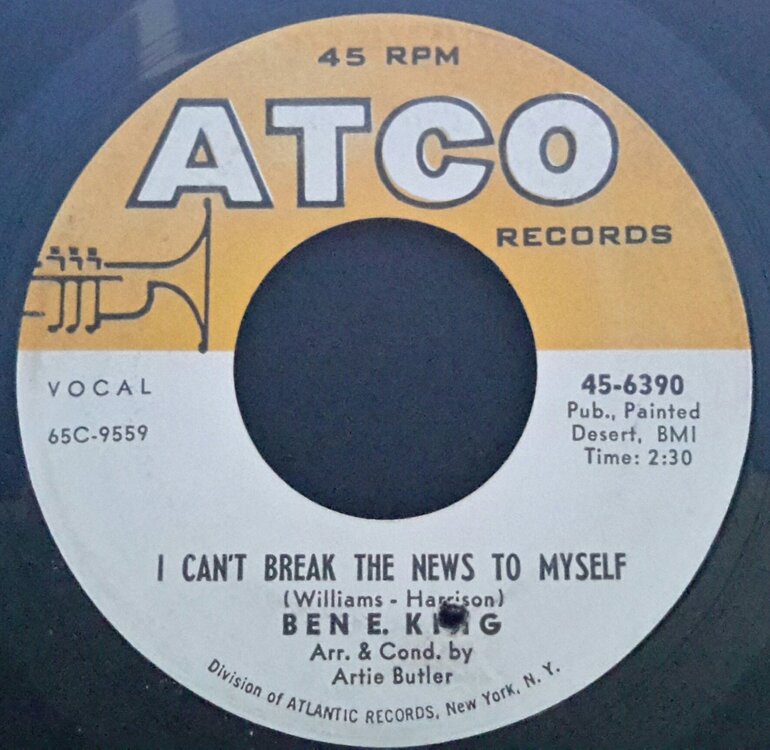 45 RPM
ATCO
RECORDS
VOCAL
65C-9559
45-6390
Pub., Painted
Desert, BMI
Time: 2:30
I CAN'T BREAK THE NEWS TO MYSELF
(Williams - Harrison)
BEN E. KING
Arr. & Cond. by
Artie Butler
Division of ATLANTIC RECORDS, New York, N. Y.